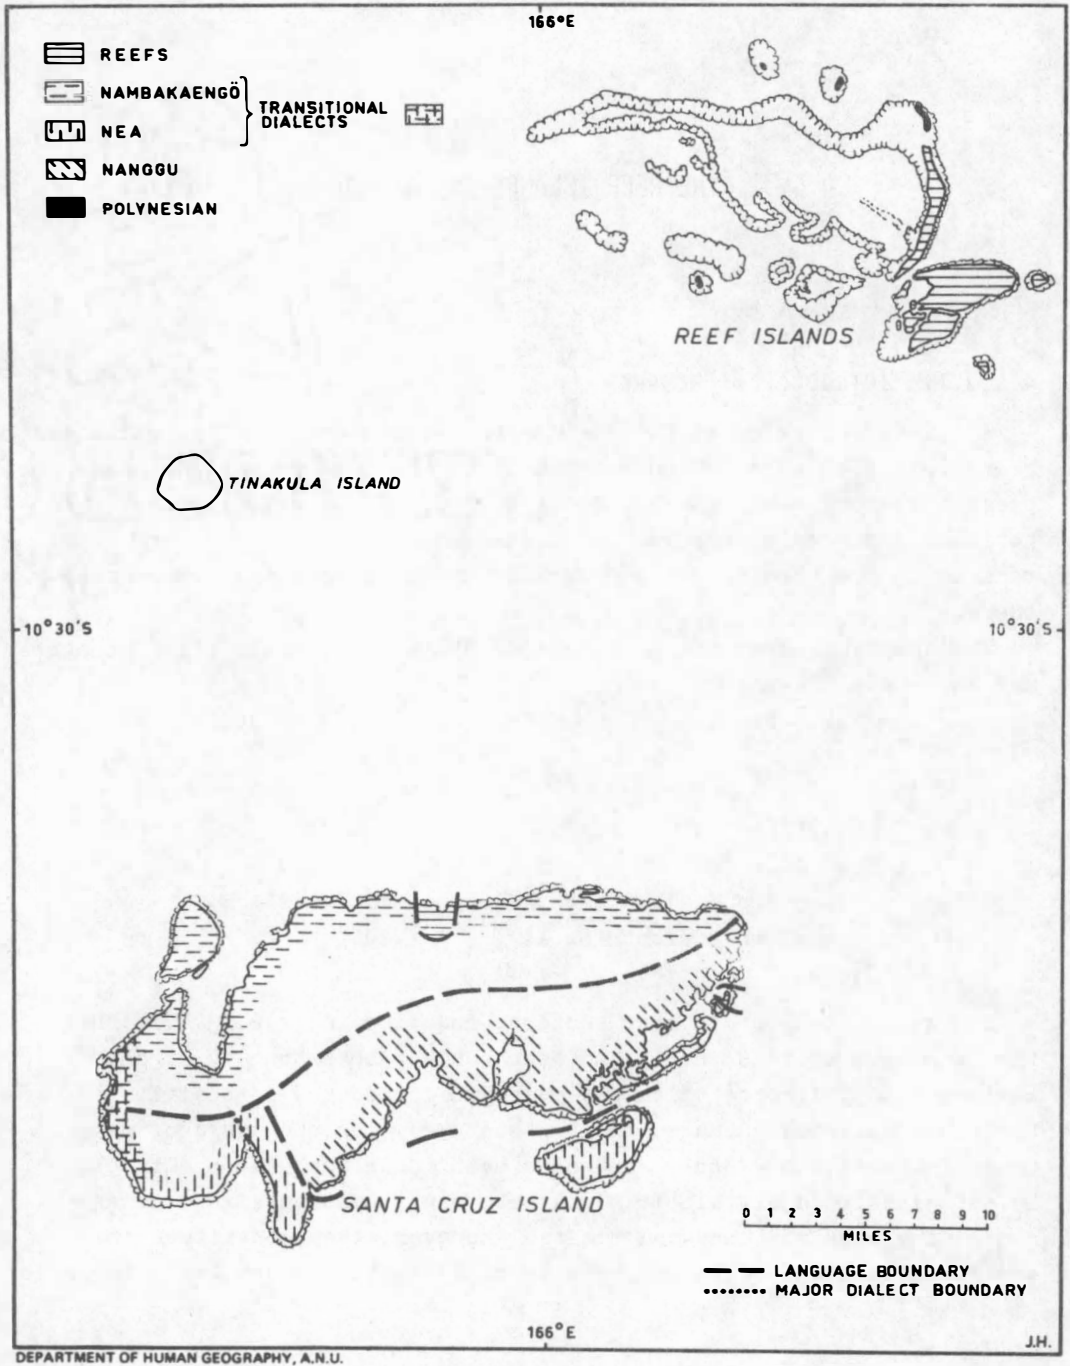 166°E
REEFS
NAMBAKAENGÖ
NEA
TRANSITIONAL
DIALECTS
NANGGU
POLYNESIAN
REEF ISLANDS
TINAKULA ISLAND
10°30'S
10°30'S
SANTA CRUZ ISLAND
0 1 2 3 4 5 6 7 8 9 10
MILES
LANGUAGE BOUNDARY
MAJOR DIALECT BOUNDARY
166°E
J.H.
DEPARTMENT OF HUMAN GEOGRAPHY, A.N.U.